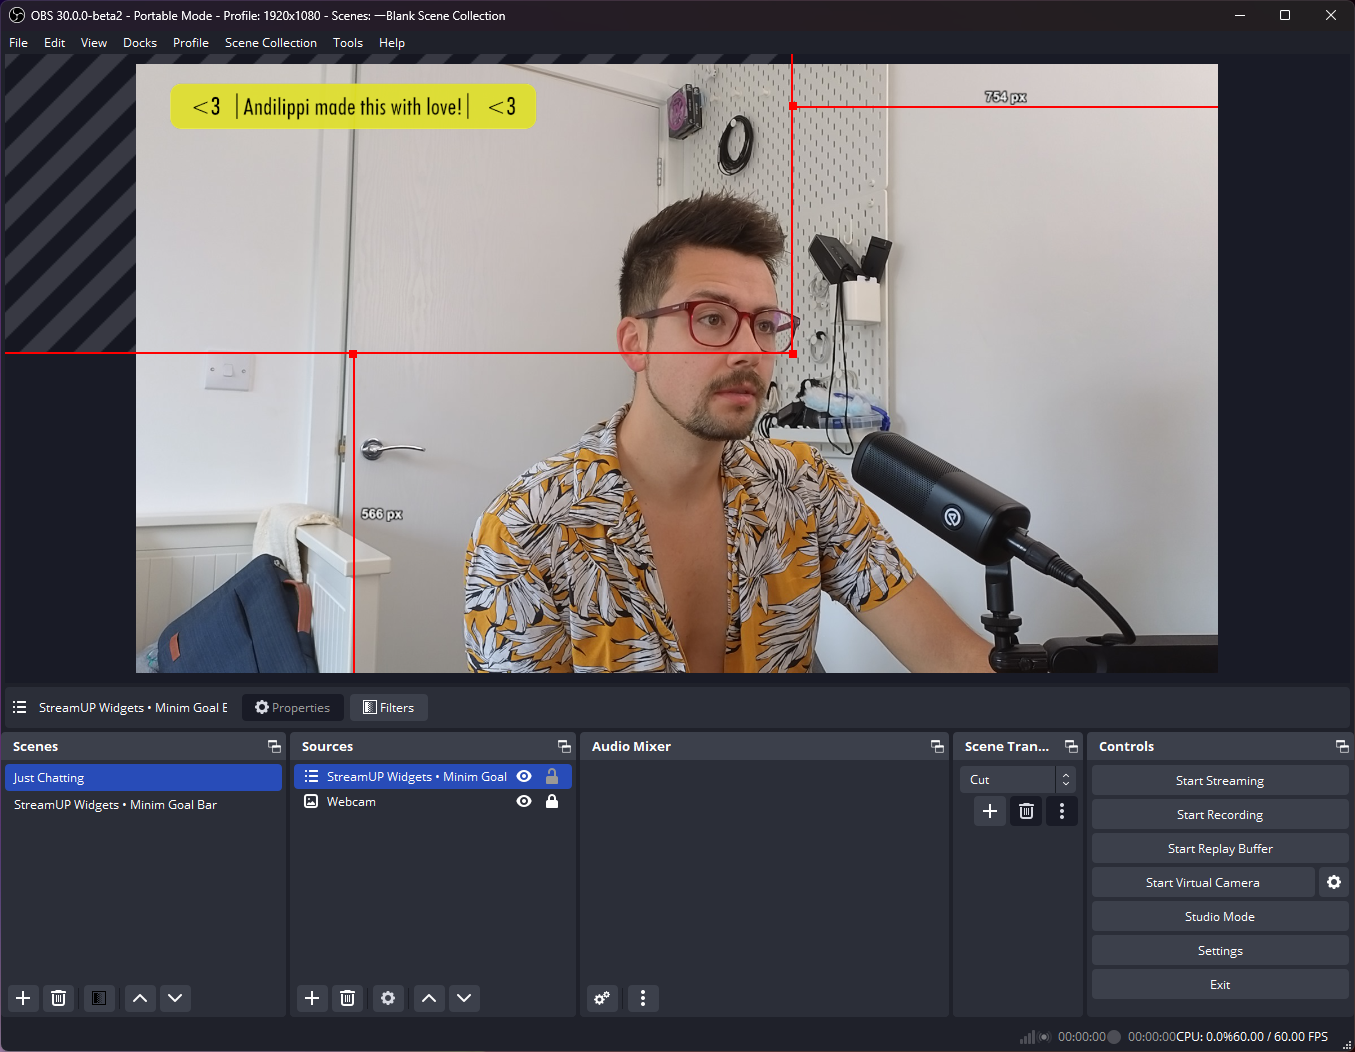 OBS 30.0.0-beta2 - Portable Mode - Profile: 1920x1080 - Scenes: —Blank Scene Collection
File Edit View Docks Profile Scene Collection Tools Help
<3 | Andilippi made this with love! | <3
754 px
566 px
StreamUP Widgets • Minim Goal E
Properties
Filters
Scenes
Just Chatting
StreamUP Widgets • Minim Goal Bar
Sources
StreamUP Widgets • Minim Goal
Webcam
Audio Mixer
Scene Tran...
Cut
Controls
Start Streaming
Start Recording
Start Replay Buffer
Start Virtual Camera
Studio Mode
Settings
Exit
00:00:00 00:00:00 CPU: 0.0% 60.00 / 60.00 FPS